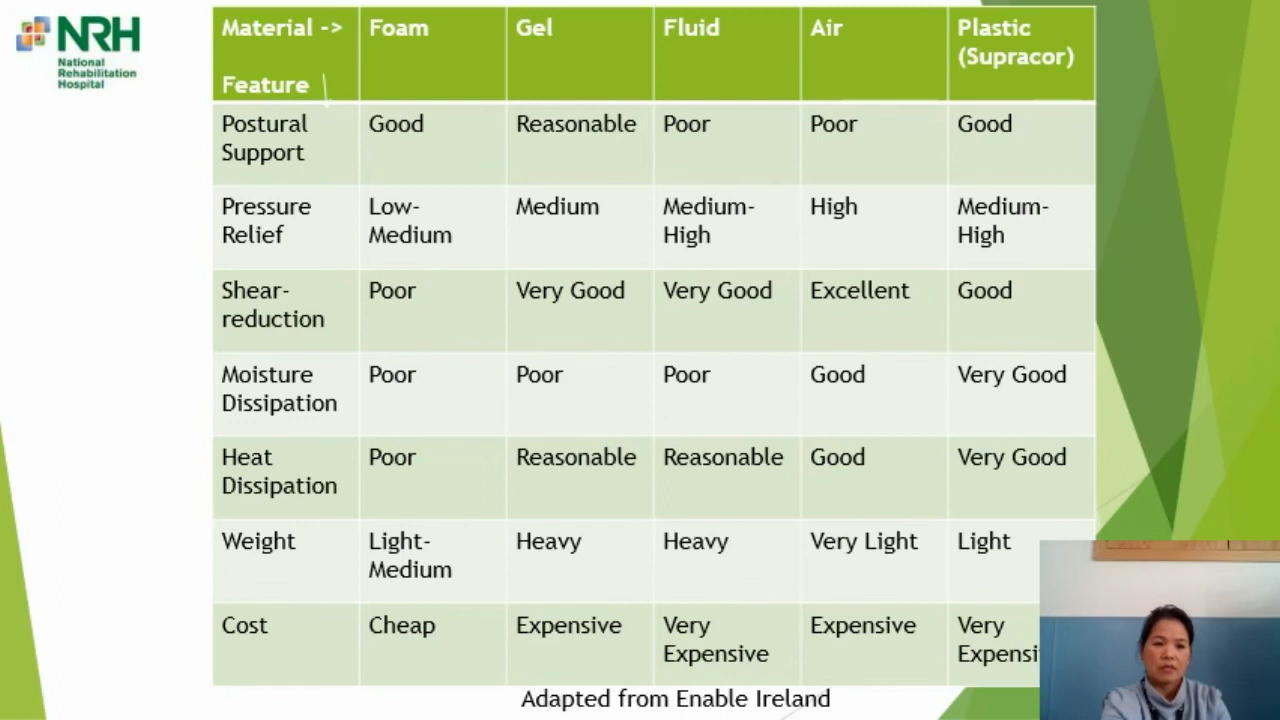 NRH
National
Rehabilitation
Hospital
Material -> Foam Gel Fluid Air Plastic
(Supracor)
Feature
Postural Good Reasonable Poor Poor Good
Support
Pressure Low- Medium Medium- High Medium-
Relief Medium High High
Shear- Poor Very Good Very Good Excellent Good
reduction
Moisture Poor Poor Poor Good Very Good
Dissipation
Heat Poor Reasonable Reasonable Good Very Good
Dissipation
Weight Light- Heavy Heavy Very Light Light
Medium
Cost Cheap Expensive Very Expensive Very
Expensive Expensi
Adapted from Enable Ireland